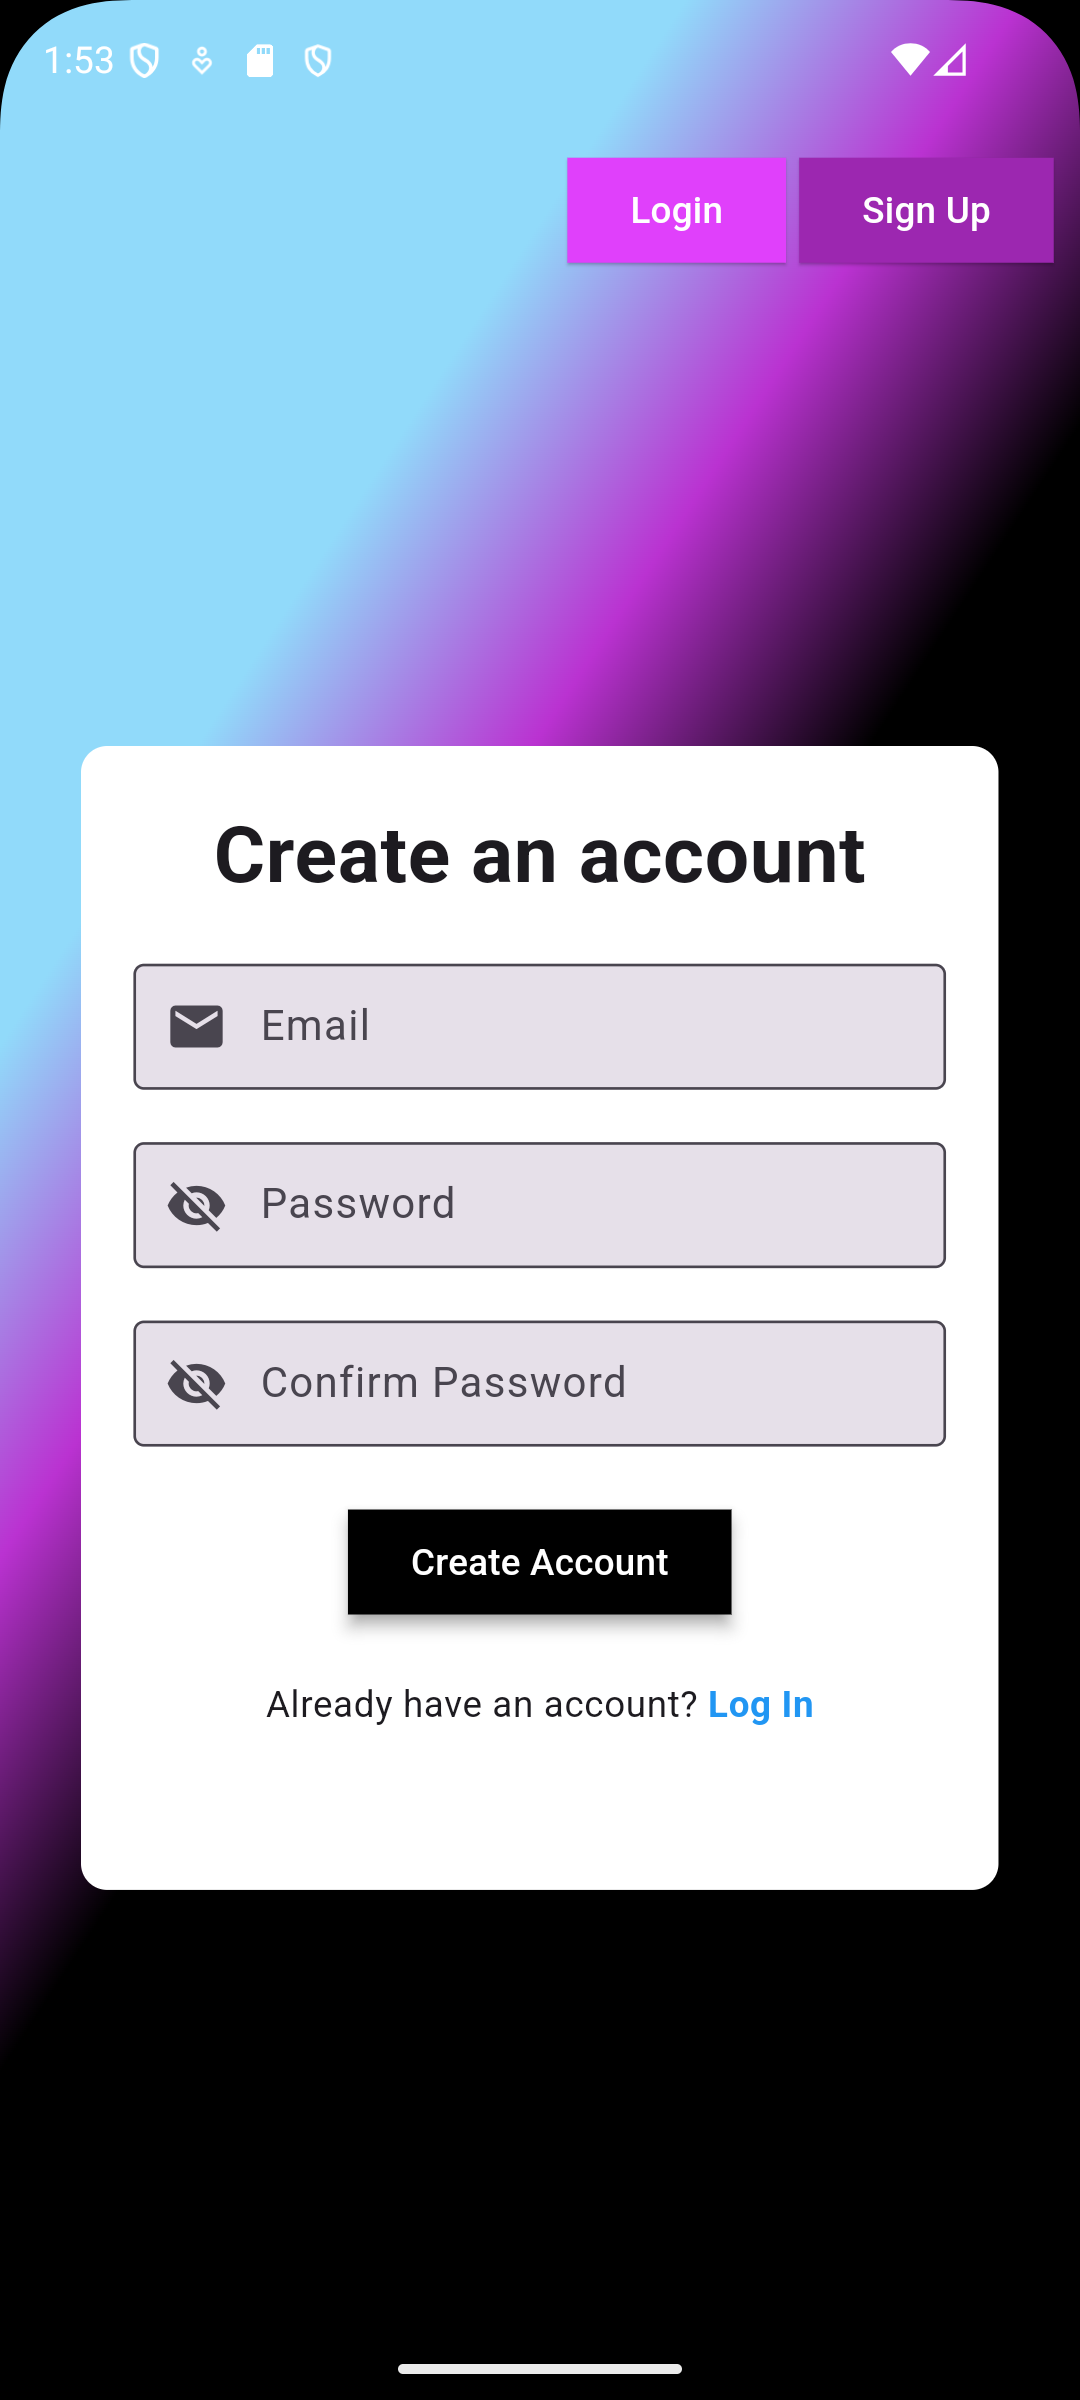 1:53
Login
Sign Up
Create an account
Email
Password
Confirm Password
Create Account
Already have an account? Log In